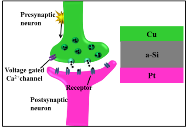 Presynaptic
neuron
Cu
a-Si
Pt
Voltage gated
Ca²⁺ channel
Receptor
Postsynaptic
neuron